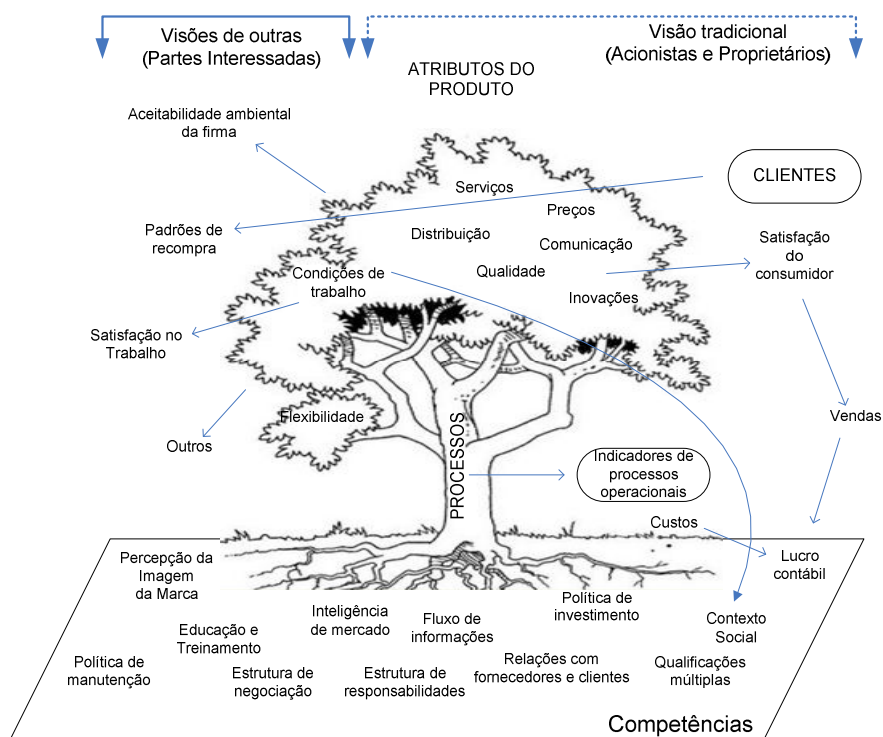 Visões de outras
(Partes Interessadas)
Visão tradicional
(Acionistas e Proprietários)
ATRIBUTOS DO
PRODUTO
Aceitabilidade ambiental
da firma
CLIENTES
Serviços
Preços
Padrões de
recompra
Distribuição
Comunicação
Satisfação
do
consumidor
Condições de
trabalho
Qualidade
Inovações
Satisfação no
Trabalho
Flexibilidade
Vendas
Outros
PROCESSOS
Indicadores de
processos
operacionais
Custos
Percepção da
Imagem
da Marca
Lucro
contábil
Inteligência
de mercado
Fluxo de
informações
Política de
investimento
Contexto
Social
Educação e
Treinamento
Política de
manutenção
Estrutura de
negociação
Estrutura de
responsabilidades
Relações com
fornecedores e clientes
Qualificações
múltiplas
Competências